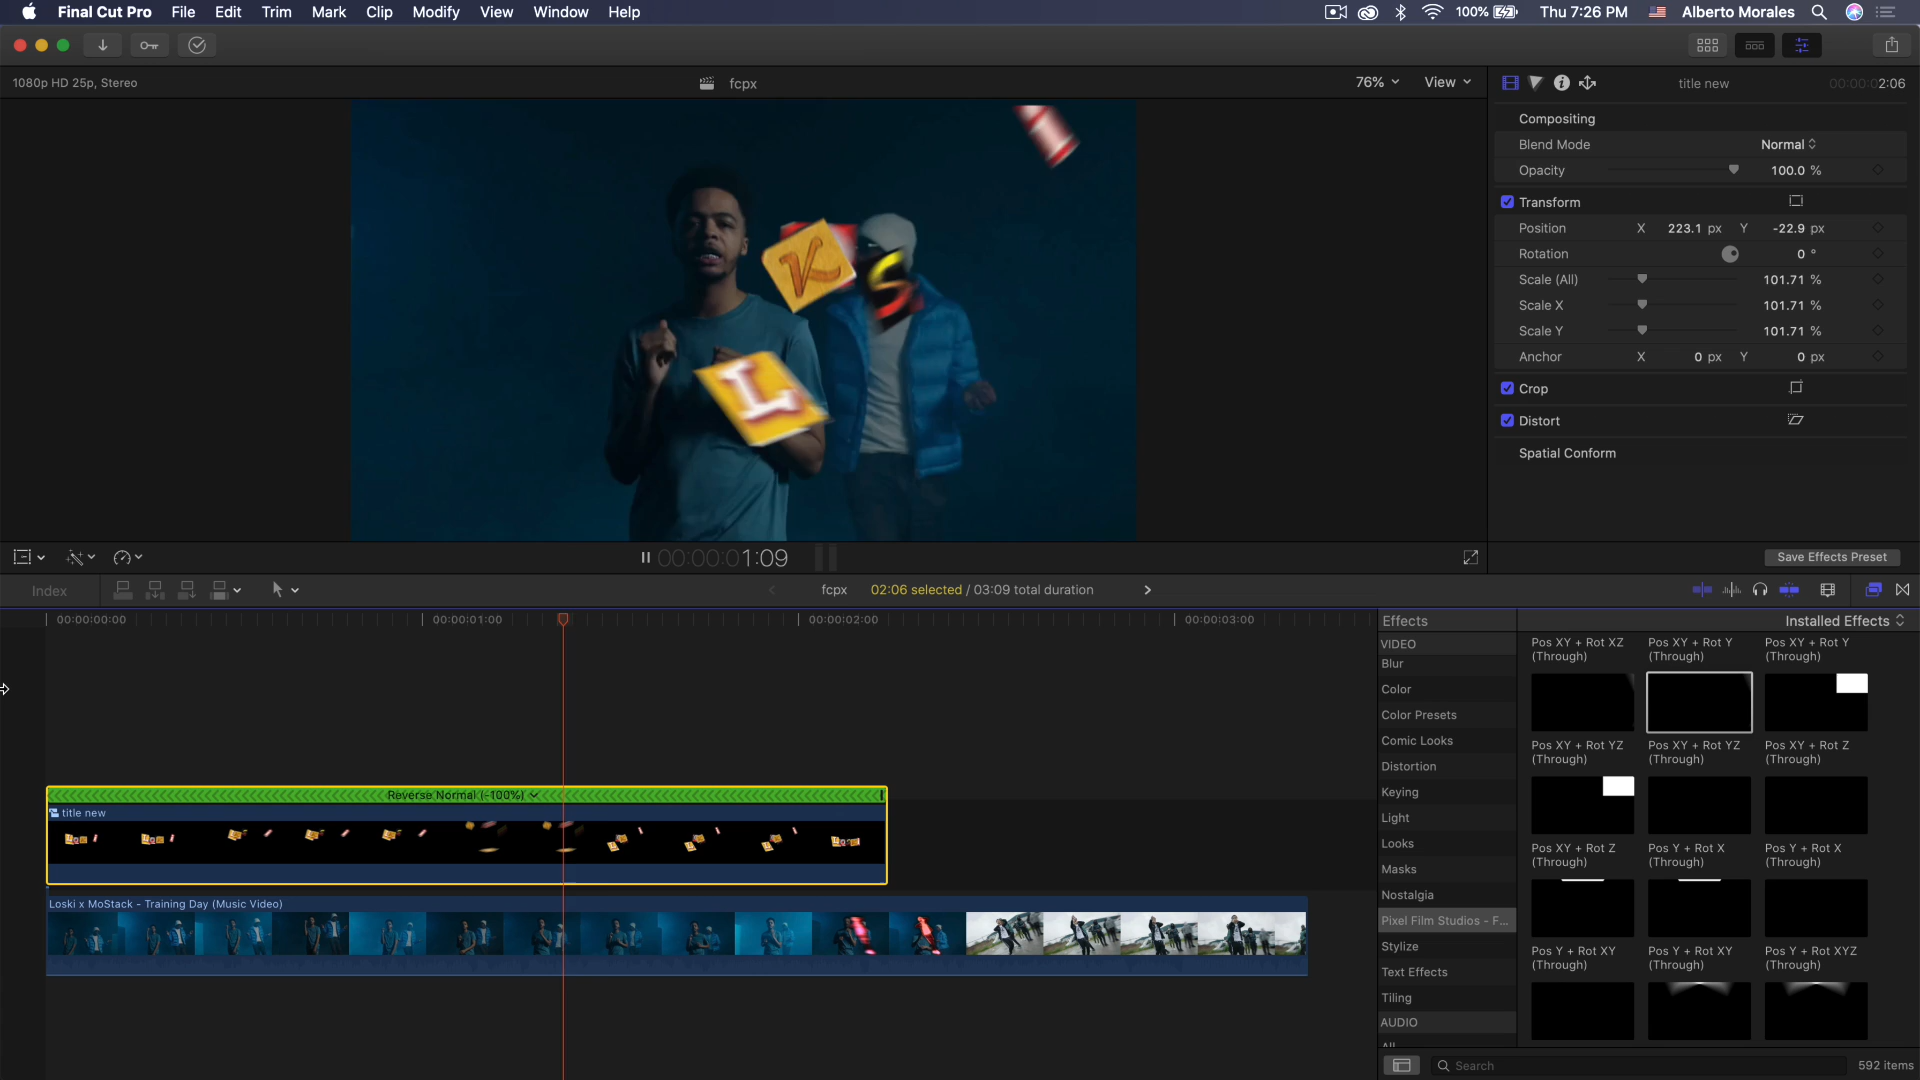 Final Cut Pro File Edit Trim Mark Clip Modify View Window Help 100% Thu 7:26 PM Alberto Morales
1080p HD 25p, Stereo fcpx 76% View title new 00:00:02:06
K
S
L
Compositing
Blend Mode Normal
Opacity 100.0 %
Transform
Position X 223.1 px Y -22.9 px
Rotation 0 °
Scale (All) 101.71 %
Scale X 101.71 %
Scale Y 101.71 %
Anchor X 0 px Y 0 px
Crop
Distort
Spatial Conform
00:00:01:09
Save Effects Preset
Index fcpx 02:06 selected / 03:09 total duration
00:00:00:00 00:00:01:00 00:00:02:00 00:00:03:00
Reverse Normal (-100%)
title new
Loski x MoStack - Training Day (Music Video)
Effects Installed Effects
VIDEO
Blur
Color
Color Presets
Comic Looks
Distortion
Keying
Light
Looks
Masks
Nostalgia
Pixel Film Studios - F...
Stylize
Text Effects
Tiling
AUDIO
All
Pos XY + Rot XZ (Through)
Pos XY + Rot Y (Through)
Pos XY + Rot Y (Through)
Pos XY + Rot YZ (Through)
Pos XY + Rot YZ (Through)
Pos XY + Rot Z (Through)
Pos XY + Rot Z (Through)
Pos Y + Rot X (Through)
Pos Y + Rot X (Through)
Pos Y + Rot XY (Through)
Pos Y + Rot XY (Through)
Pos Y + Rot XYZ (Through)
Search
592 items